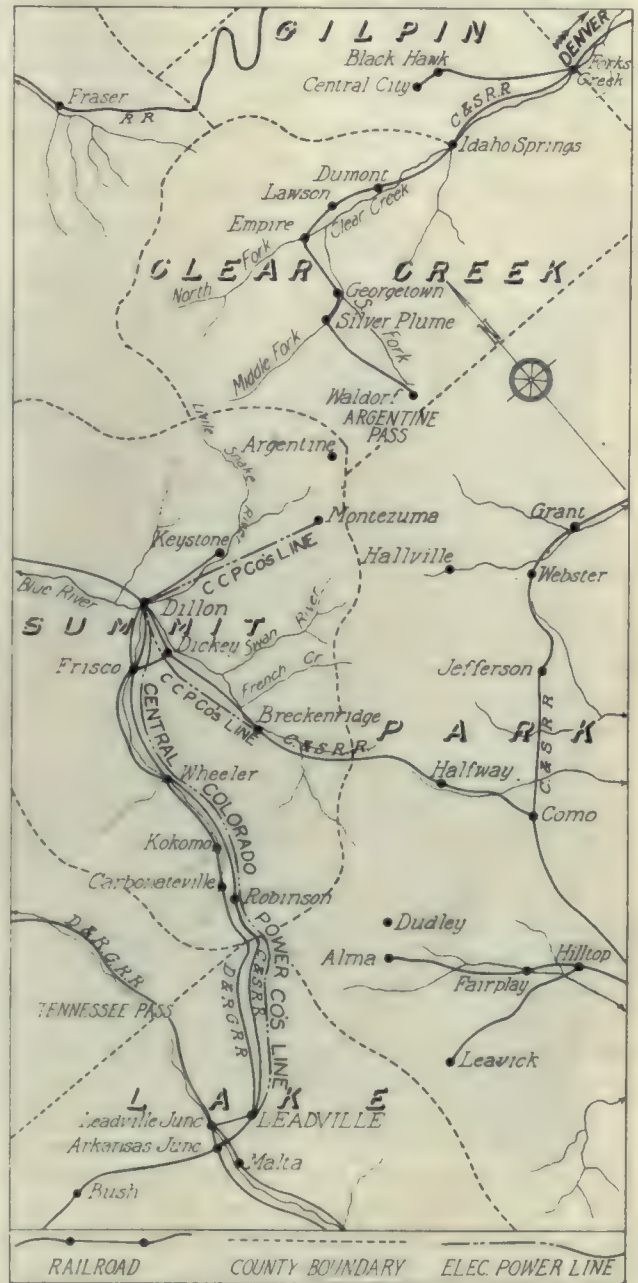 GILPIN
DENVER
Black Hawk
Forks Creek
Central City
Fraser
R R
C & S. R. R
Idaho Springs
Dumont
Lawson
Clear Creek
Empire
North Fork
CLEAR CREEK
Georgetown
S. Fork
Silver Plume
Middle Fork
N
Waldorf
ARGENTINE
PASS
Little Snake River
Argentine
Montezuma
Grant
Keystone
C C P CO'S LINE
Hallville
Webster
Blue River
Dillon
SUMMIT
Dickey
Swan River
Frisco
French Cr
Jefferson
C C P CO'S LINE
Breckenridge
C. & S. R. R.
PARK
C & S. R R
Wheeler
Halfway
CENTRAL COLORADO POWER CO'S LINE
Como
Kokomo
Carbonateville
Robinson
Dudley
D & R. G R R
Alma
Hilltop
Fairplay
TENNESSEE PASS
D & R G R R
C & S R R
Leavick
LAKE
Leadville Junc
LEADVILLE
Arkansas Junc
Malta
Bush
RAILROAD
COUNTY BOUNDARY
ELEC. POWER LINE